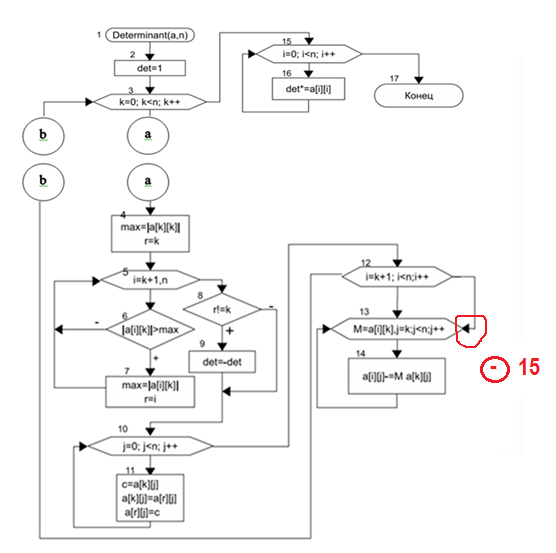 1 Determinant(a,n)
2
det=1
3
k=0; k<n; k++
15
i=0; i<n; i++
16
det*=a[i][i]
17
Конец
b
a
b
a
4
max=|a[k][k]|
r=k
5
i=k+1,n
6
|a[i][k]|>max
-
+
7
max=|a[i][k]|
r=i
8
r!=k
-
+
9
det=-det
10
j=0; j<n; j++
11
c=a[k][j]
a[k][j]=a[r][j]
a[r][j]=c
12
i=k+1; i<n;i++
13
M=a[i][k],j=k;j<n;j++
14
a[i][j]-=M a[k][j]
- 15